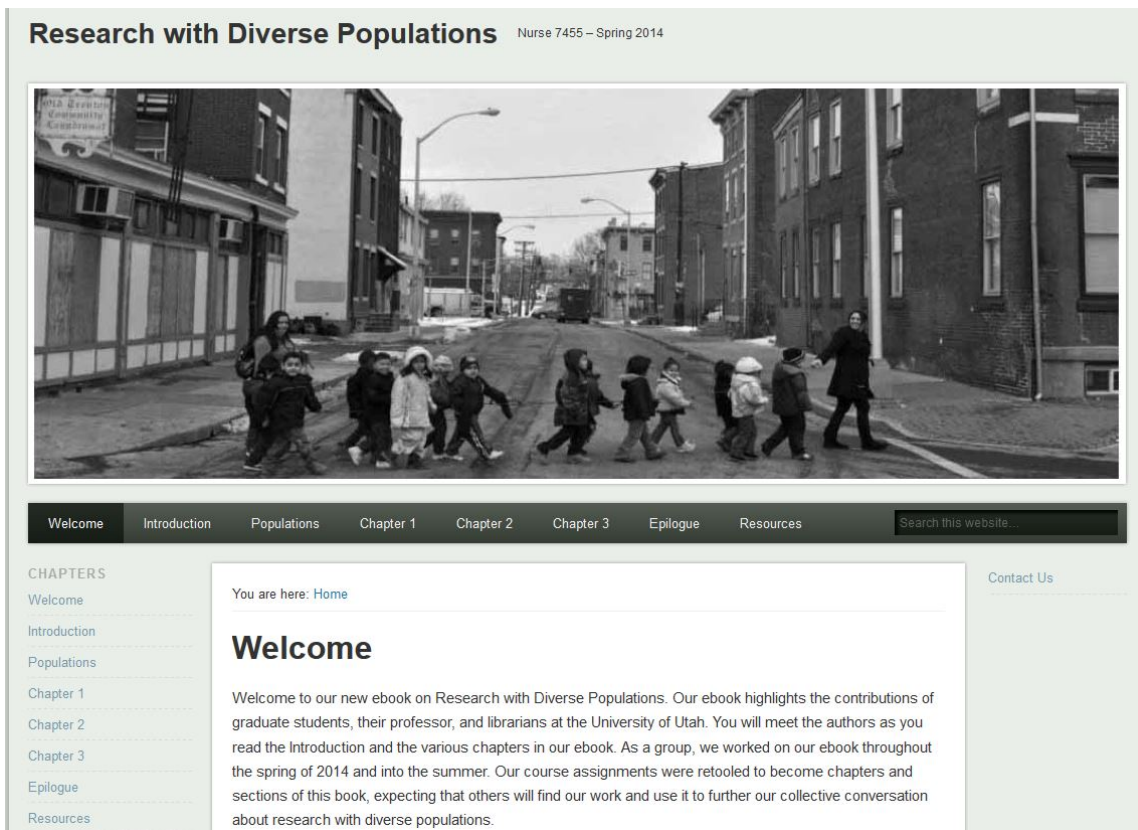 Research with Diverse Populations Nurse 7455 – Spring 2014
Old Trenton
Community
Laundromat
Welcome Introduction Populations Chapter 1 Chapter 2 Chapter 3 Epilogue Resources Search this website...
CHAPTERS
Welcome
Introduction
Populations
Chapter 1
Chapter 2
Chapter 3
Epilogue
Resources
You are here: Home
Welcome
Welcome to our new ebook on Research with Diverse Populations. Our ebook highlights the contributions of
graduate students, their professor, and librarians at the University of Utah. You will meet the authors as you
read the Introduction and the various chapters in our ebook. As a group, we worked on our ebook throughout
the spring of 2014 and into the summer. Our course assignments were retooled to become chapters and
sections of this book, expecting that others will find our work and use it to further our collective conversation
about research with diverse populations.
Contact Us